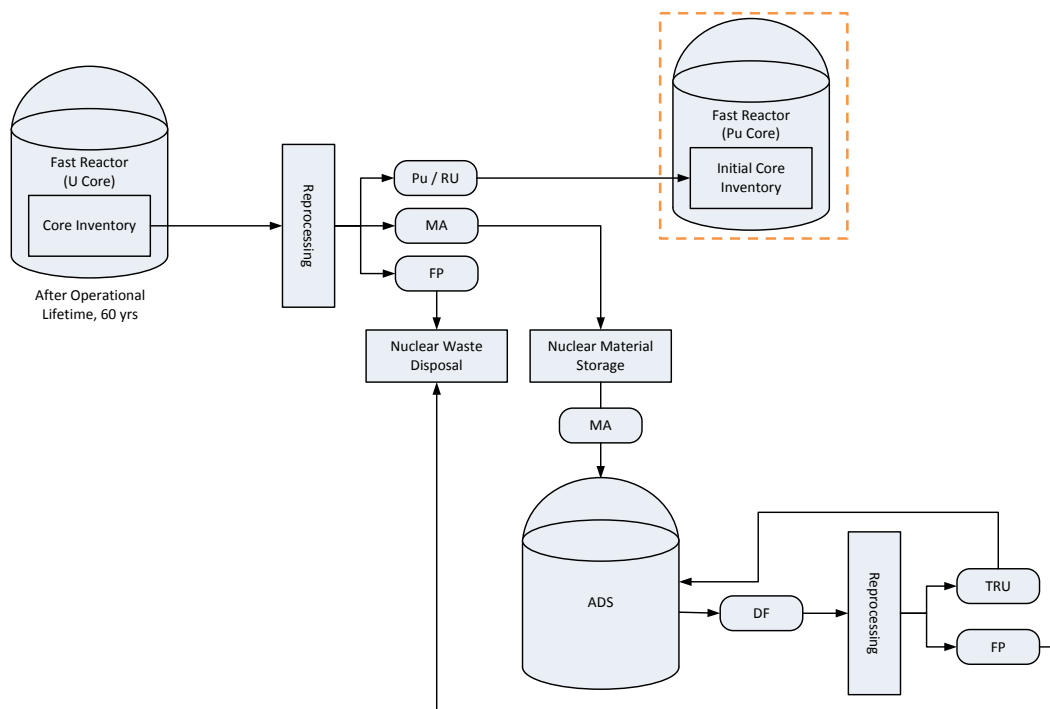 Fast Reactor
(U Core)
Core Inventory
After Operational
Lifetime, 60 yrs
Reprocessing
Pu / RU
MA
FP
Nuclear Waste
Disposal
Fast Reactor
(Pu Core)
Initial Core
Inventory
Nuclear Material
Storage
MA
ADS
DF
Reprocessing
TRU
FP